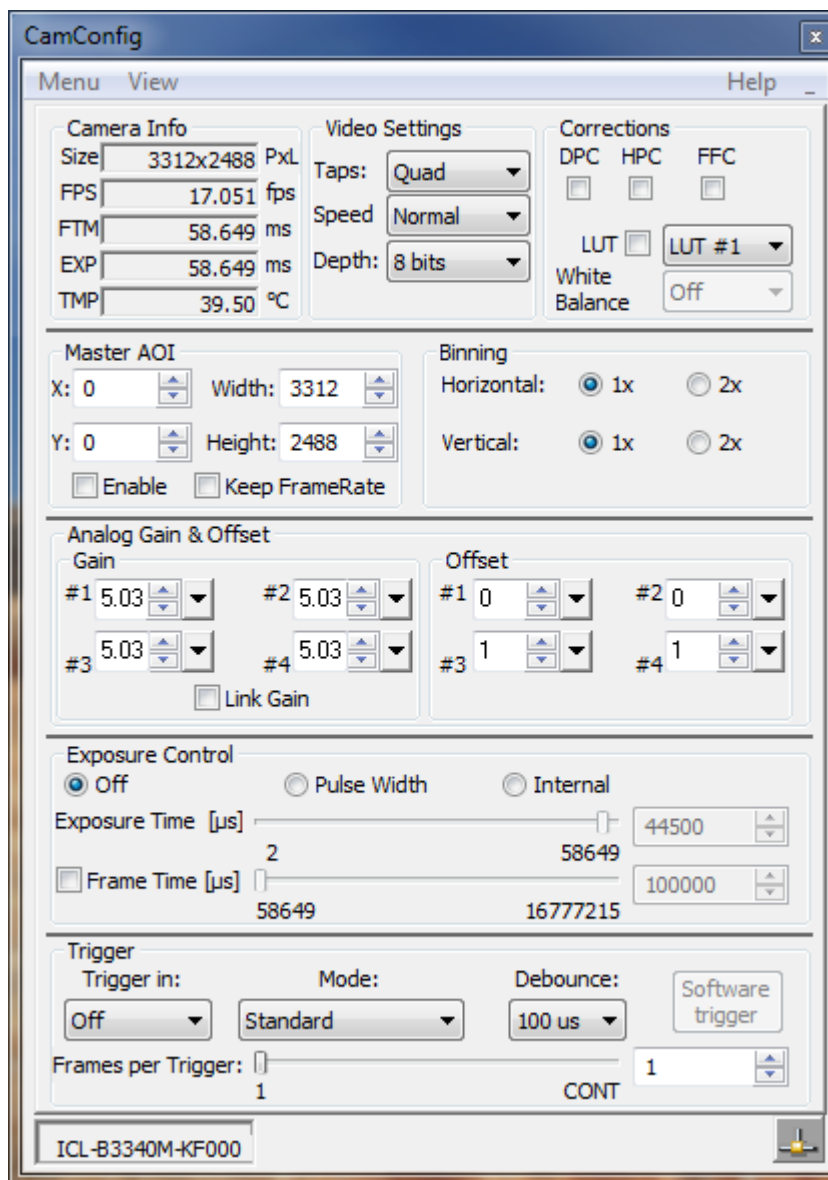 CamConfig
x
Menu View Help _
Camera Info
Size 3312x2488 PxL
FPS 17.051 fps
FTM 58.649 ms
EXP 58.649 ms
TMP 39.50 ºC
Video Settings
Taps: Quad
Speed Normal
Depth: 8 bits
Corrections
DPC HPC FFC
LUT LUT #1
White
Balance
Off
Master AOI
X: 0 Width: 3312
Y: 0 Height: 2488
Enable Keep FrameRate
Binning
Horizontal: 1x 2x
Vertical: 1x 2x
Analog Gain & Offset
Gain
#1 5.03 #2 5.03
#3 5.03 #4 5.03
Link Gain
Offset
#1 0 #2 0
#3 1 #4 1
Exposure Control
Off Pulse Width Internal
Exposure Time [µs] 44500
2 58649
Frame Time [µs] 100000
58649 16777215
Trigger
Trigger in: Mode: Debounce:
Off Standard 100 us
Software
trigger
Frames per Trigger: 1
1 CONT
ICL-B3340M-KF000